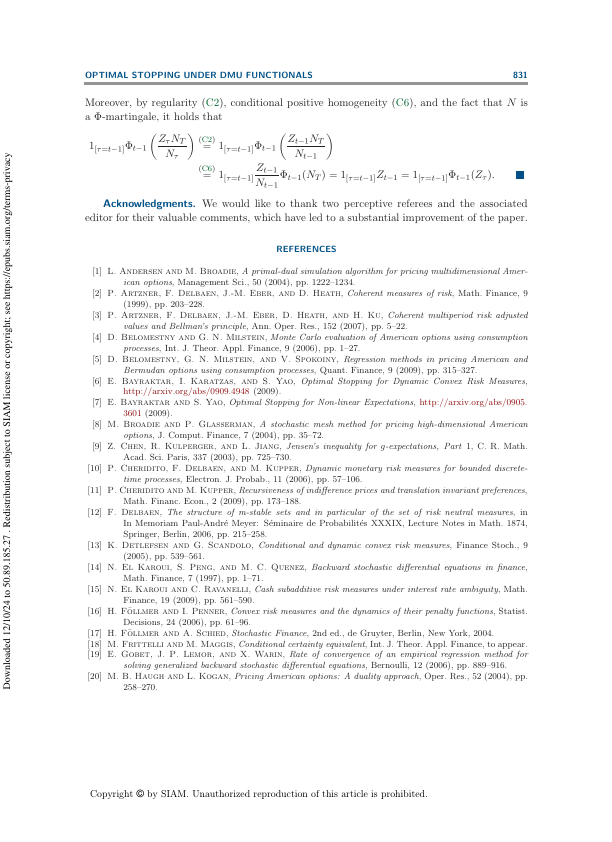 OPTIMAL STOPPING UNDER DMU FUNCTIONALS 831
Moreover, by regularity (C2), conditional positive homogeneity (C6), and the fact that N is
a Φ-martingale, it holds that
1_{[τ=t−1]}Φ_{t−1}(Z_τN_T/N_τ) (C2)= 1_{[τ=t−1]}Φ_{t−1}(Z_{t−1}N_T/N_{t−1})
(C6)= 1_{[τ=t−1]} Z_{t−1}/N_{t−1} Φ_{t−1}(N_T) = 1_{[τ=t−1]}Z_{t−1} = 1_{[τ=t−1]}Φ_{t−1}(Z_τ). ■
Acknowledgments. We would like to thank two perceptive referees and the associated
editor for their valuable comments, which have led to a substantial improvement of the paper.
REFERENCES
[1] L. Andersen and M. Broadie, A primal-dual simulation algorithm for pricing multidimensional Amer-
ican options, Management Sci., 50 (2004), pp. 1222–1234.
[2] P. Artzner, F. Delbaen, J.-M. Eber, and D. Heath, Coherent measures of risk, Math. Finance, 9
(1999), pp. 203–228.
[3] P. Artzner, F. Delbaen, J.-M. Eber, D. Heath, and H. Ku, Coherent multiperiod risk adjusted
values and Bellman's principle, Ann. Oper. Res., 152 (2007), pp. 5–22.
[4] D. Belomestny and G. N. Milstein, Monte Carlo evaluation of American options using consumption
processes, Int. J. Theor. Appl. Finance, 9 (2006), pp. 1–27.
[5] D. Belomestny, G. N. Milstein, and V. Spokoiny, Regression methods in pricing American and
Bermudan options using consumption processes, Quant. Finance, 9 (2009), pp. 315–327.
[6] E. Bayraktar, I. Karatzas, and S. Yao, Optimal Stopping for Dynamic Convex Risk Measures,
http://arxiv.org/abs/0909.4948 (2009).
[7] E. Bayraktar and S. Yao, Optimal Stopping for Non-linear Expectations, http://arxiv.org/abs/0905.
3601 (2009).
[8] M. Broadie and P. Glasserman, A stochastic mesh method for pricing high-dimensional American
options, J. Comput. Finance, 7 (2004), pp. 35–72.
[9] Z. Chen, R. Kulperger, and L. Jiang, Jensen's inequality for g-expectations, Part 1, C. R. Math.
Acad. Sci. Paris, 337 (2003), pp. 725–730.
[10] P. Cheridito, F. Delbaen, and M. Kupper, Dynamic monetary risk measures for bounded discrete-
time processes, Electron. J. Probab., 11 (2006), pp. 57–106.
[11] P. Cheridito and M. Kupper, Recursiveness of indifference prices and translation invariant preferences,
Math. Financ. Econ., 2 (2009), pp. 173–188.
[12] F. Delbaen, The structure of m-stable sets and in particular of the set of risk neutral measures, in
In Memoriam Paul-André Meyer: Séminaire de Probabilités XXXIX, Lecture Notes in Math. 1874,
Springer, Berlin, 2006, pp. 215–258.
[13] K. Detlefsen and G. Scandolo, Conditional and dynamic convex risk measures, Finance Stoch., 9
(2005), pp. 539–561.
[14] N. El Karoui, S. Peng, and M. C. Quenez, Backward stochastic differential equations in finance,
Math. Finance, 7 (1997), pp. 1–71.
[15] N. El Karoui and C. Ravanelli, Cash subadditive risk measures under interest rate ambiguity, Math.
Finance, 19 (2009), pp. 561–590.
[16] H. Föllmer and I. Penner, Convex risk measures and the dynamics of their penalty functions, Statist.
Decisions, 24 (2006), pp. 61–96.
[17] H. Föllmer and A. Schied, Stochastic Finance, 2nd ed., de Gruyter, Berlin, New York, 2004.
[18] M. Frittelli and M. Maggis, Conditional certainty equivalent, Int. J. Theor. Appl. Finance, to appear.
[19] E. Gobet, J. P. Lemor, and X. Warin, Rate of convergence of an empirical regression method for
solving generalized backward stochastic differential equations, Bernoulli, 12 (2006), pp. 889–916.
[20] M. B. Haugh and L. Kogan, Pricing American options: A duality approach, Oper. Res., 52 (2004), pp.
258–270.
Copyright © by SIAM. Unauthorized reproduction of this article is prohibited.
Downloaded 12/10/24 to 50.89.185.27 . Redistribution subject to SIAM license or copyright; see https://epubs.siam.org/terms-privacy